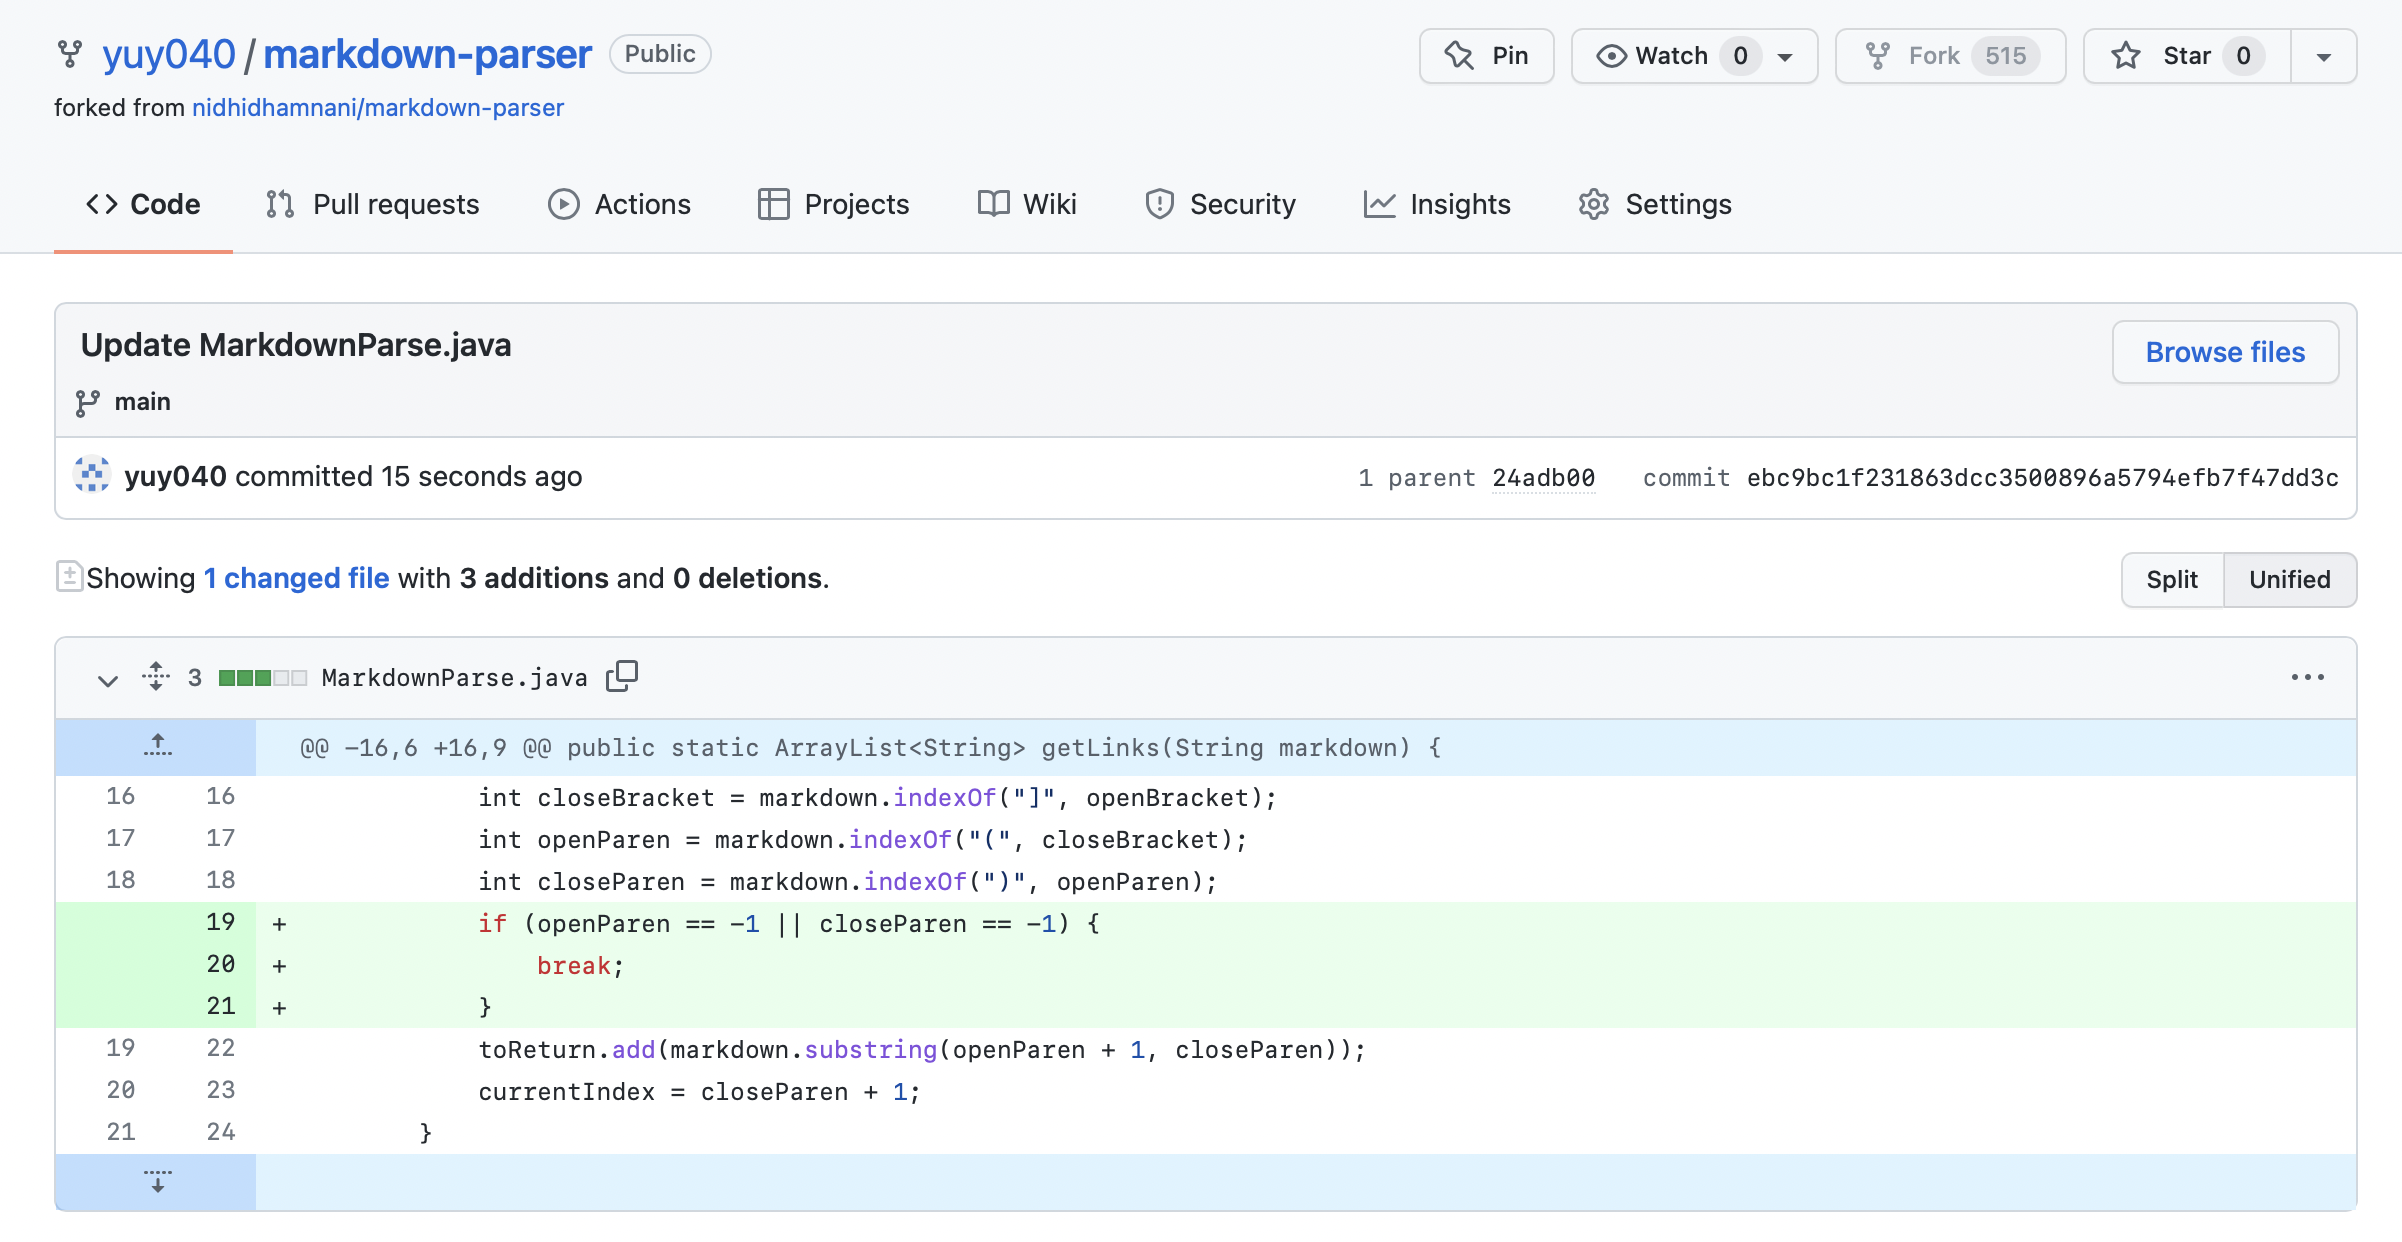 yuy040 / markdown-parser Public Pin Watch 0 Fork 515 Star 0
forked from nidhidhamnani/markdown-parser
Code Pull requests Actions Projects Wiki Security Insights Settings
Update MarkdownParse.java
Browse files
main
yuy040 committed 15 seconds ago 1 parent 24adb00 commit ebc9bc1f231863dcc3500896a5794efb7f47dd3c
Showing 1 changed file with 3 additions and 0 deletions. Split Unified
3 MarkdownParse.java
@@ -16,6 +16,9 @@ public static ArrayList<String> getLinks(String markdown) {
16 16 int closeBracket = markdown.indexOf("]", openBracket);
17 17 int openParen = markdown.indexOf("(", closeBracket);
18 18 int closeParen = markdown.indexOf(")", openParen);
19 + if (openParen == -1 || closeParen == -1) {
20 + break;
21 + }
19 22 toReturn.add(markdown.substring(openParen + 1, closeParen));
20 23 currentIndex = closeParen + 1;
21 24 }